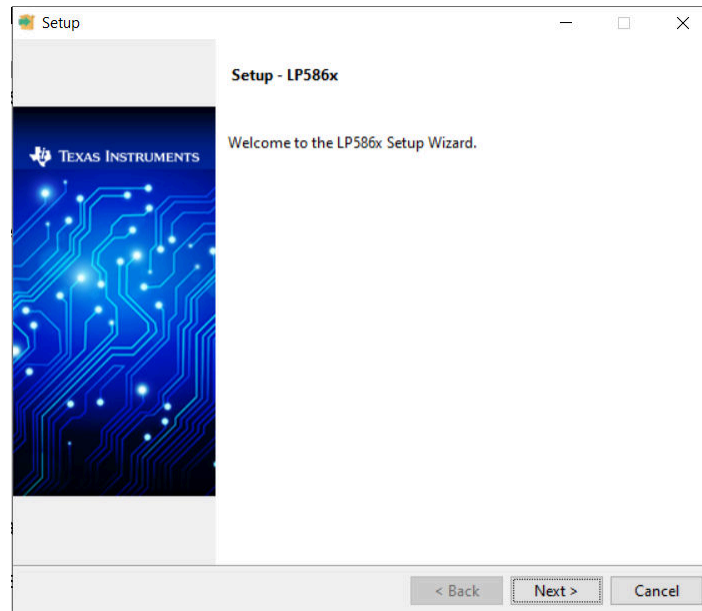 Setup
Setup - LP586x
TEXAS INSTRUMENTS
Welcome to the LP586x Setup Wizard.
< Back
Next >
Cancel